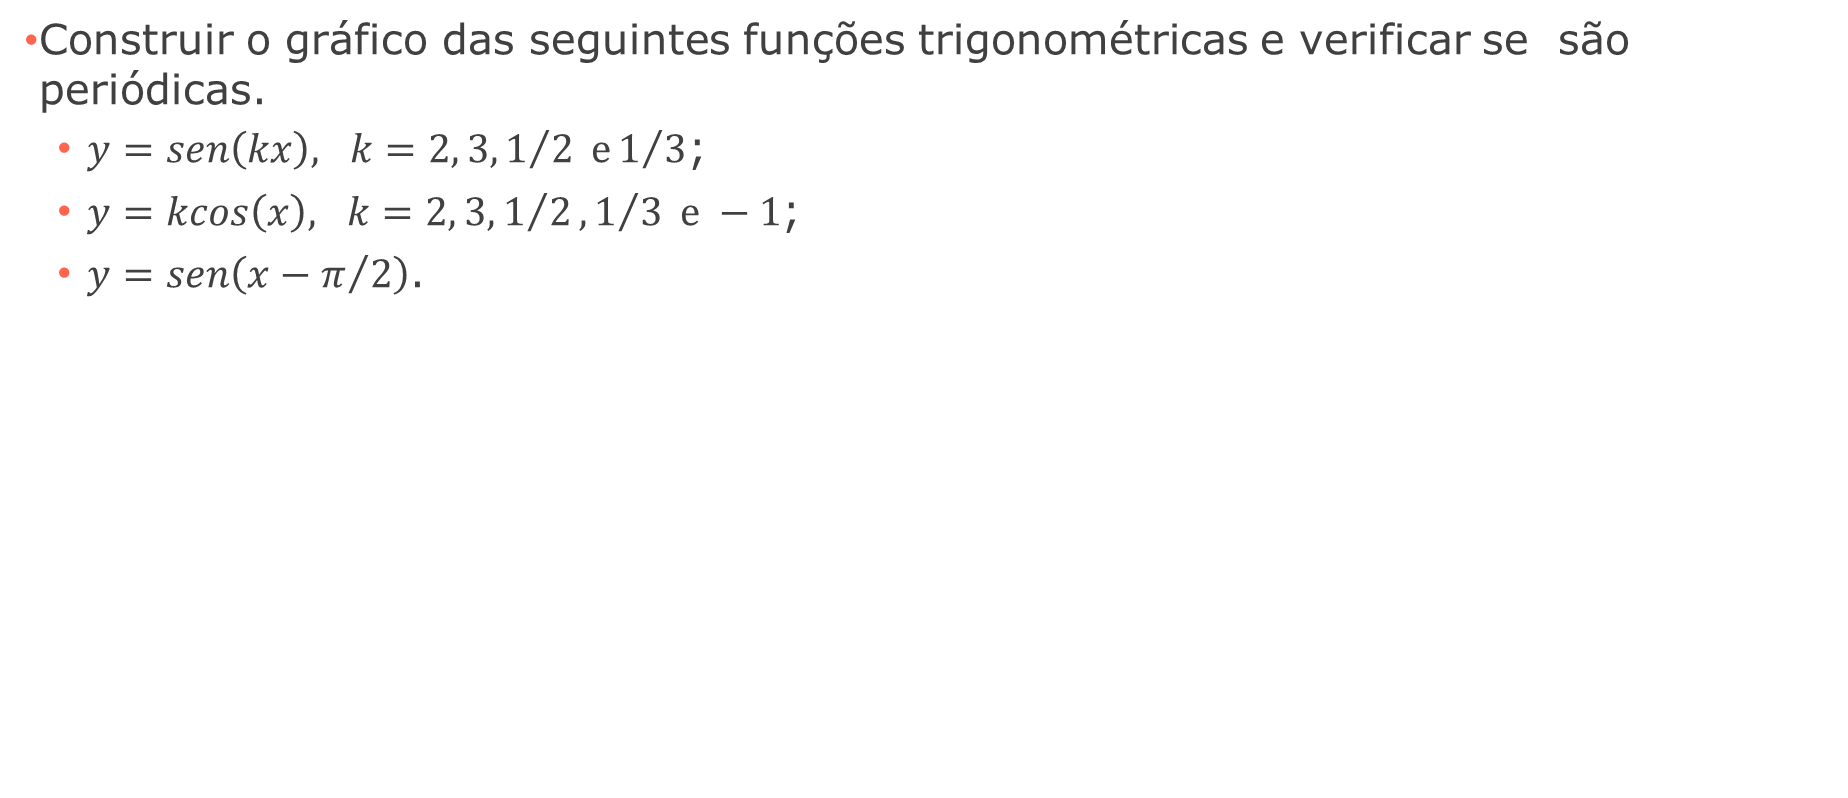 •Construir o gráfico das seguintes funções trigonométricas e verificar se  são
periódicas.
• y = sen(kx),  k = 2, 3, 1/2  e 1/3;
• y = kcos(x),  k = 2, 3, 1/2 , 1/3  e  − 1;
• y = sen(x − π/2).